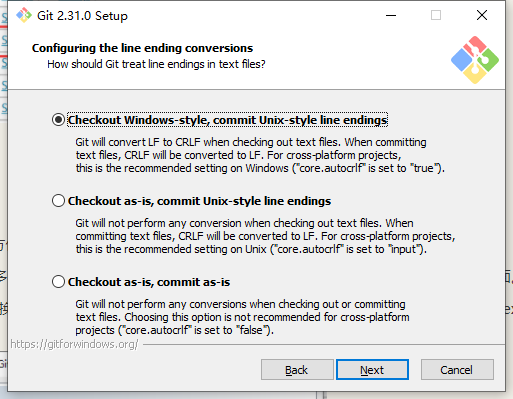 Git 2.31.0 Setup
Configuring the line ending conversions
How should Git treat line endings in text files?
Checkout Windows-style, commit Unix-style line endings
Git will convert LF to CRLF when checking out text files. When committing
text files, CRLF will be converted to LF. For cross-platform projects,
this is the recommended setting on Windows ("core.autocrlf" is set to "true").
Checkout as-is, commit Unix-style line endings
Git will not perform any conversion when checking out text files. When
committing text files, CRLF will be converted to LF. For cross-platform projects,
this is the recommended setting on Unix ("core.autocrlf" is set to "input").
Checkout as-is, commit as-is
Git will not perform any conversions when checking out or committing
text files. Choosing this option is not recommended for cross-platform
projects ("core.autocrlf" is set to "false").
https://gitforwindows.org/
Back Next Cancel